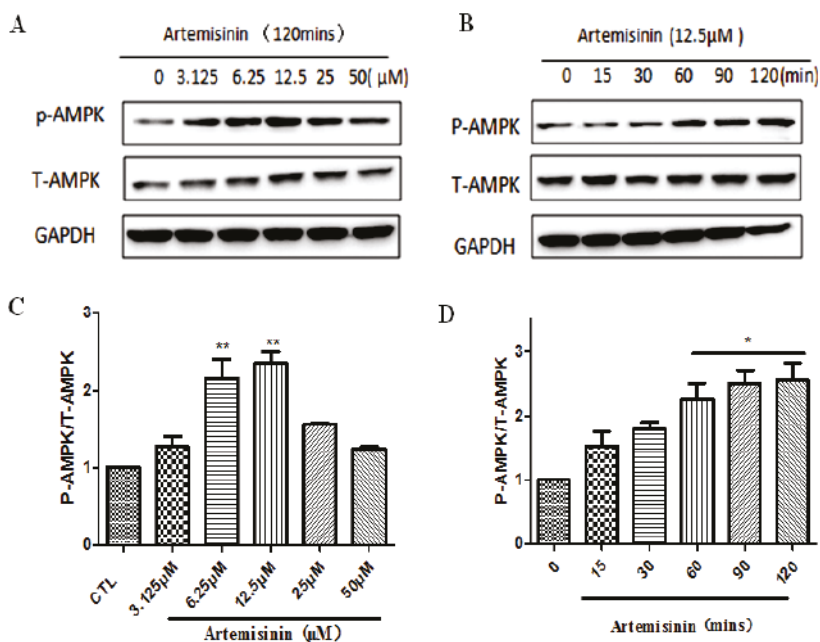 A
Artemisinin (120mins)
0 3.125 6.25 12.5 25 50( μM)
p-AMPK
T-AMPK
GAPDH
B
Artemisinin (12.5μM )
0 15 30 60 90 120(min)
P-AMPK
T-AMPK
GAPDH
C
P-AMPK/T-AMPK
3
2
1
0
** **
CTL 3.125μM 6.25μM 12.5μM 25μM 50μM
Artemisinin (μM)
D
P-AMPK/T-AMPK
3
2
1
0
*
0 15 30 60 90 120
Artemisinin (mins)